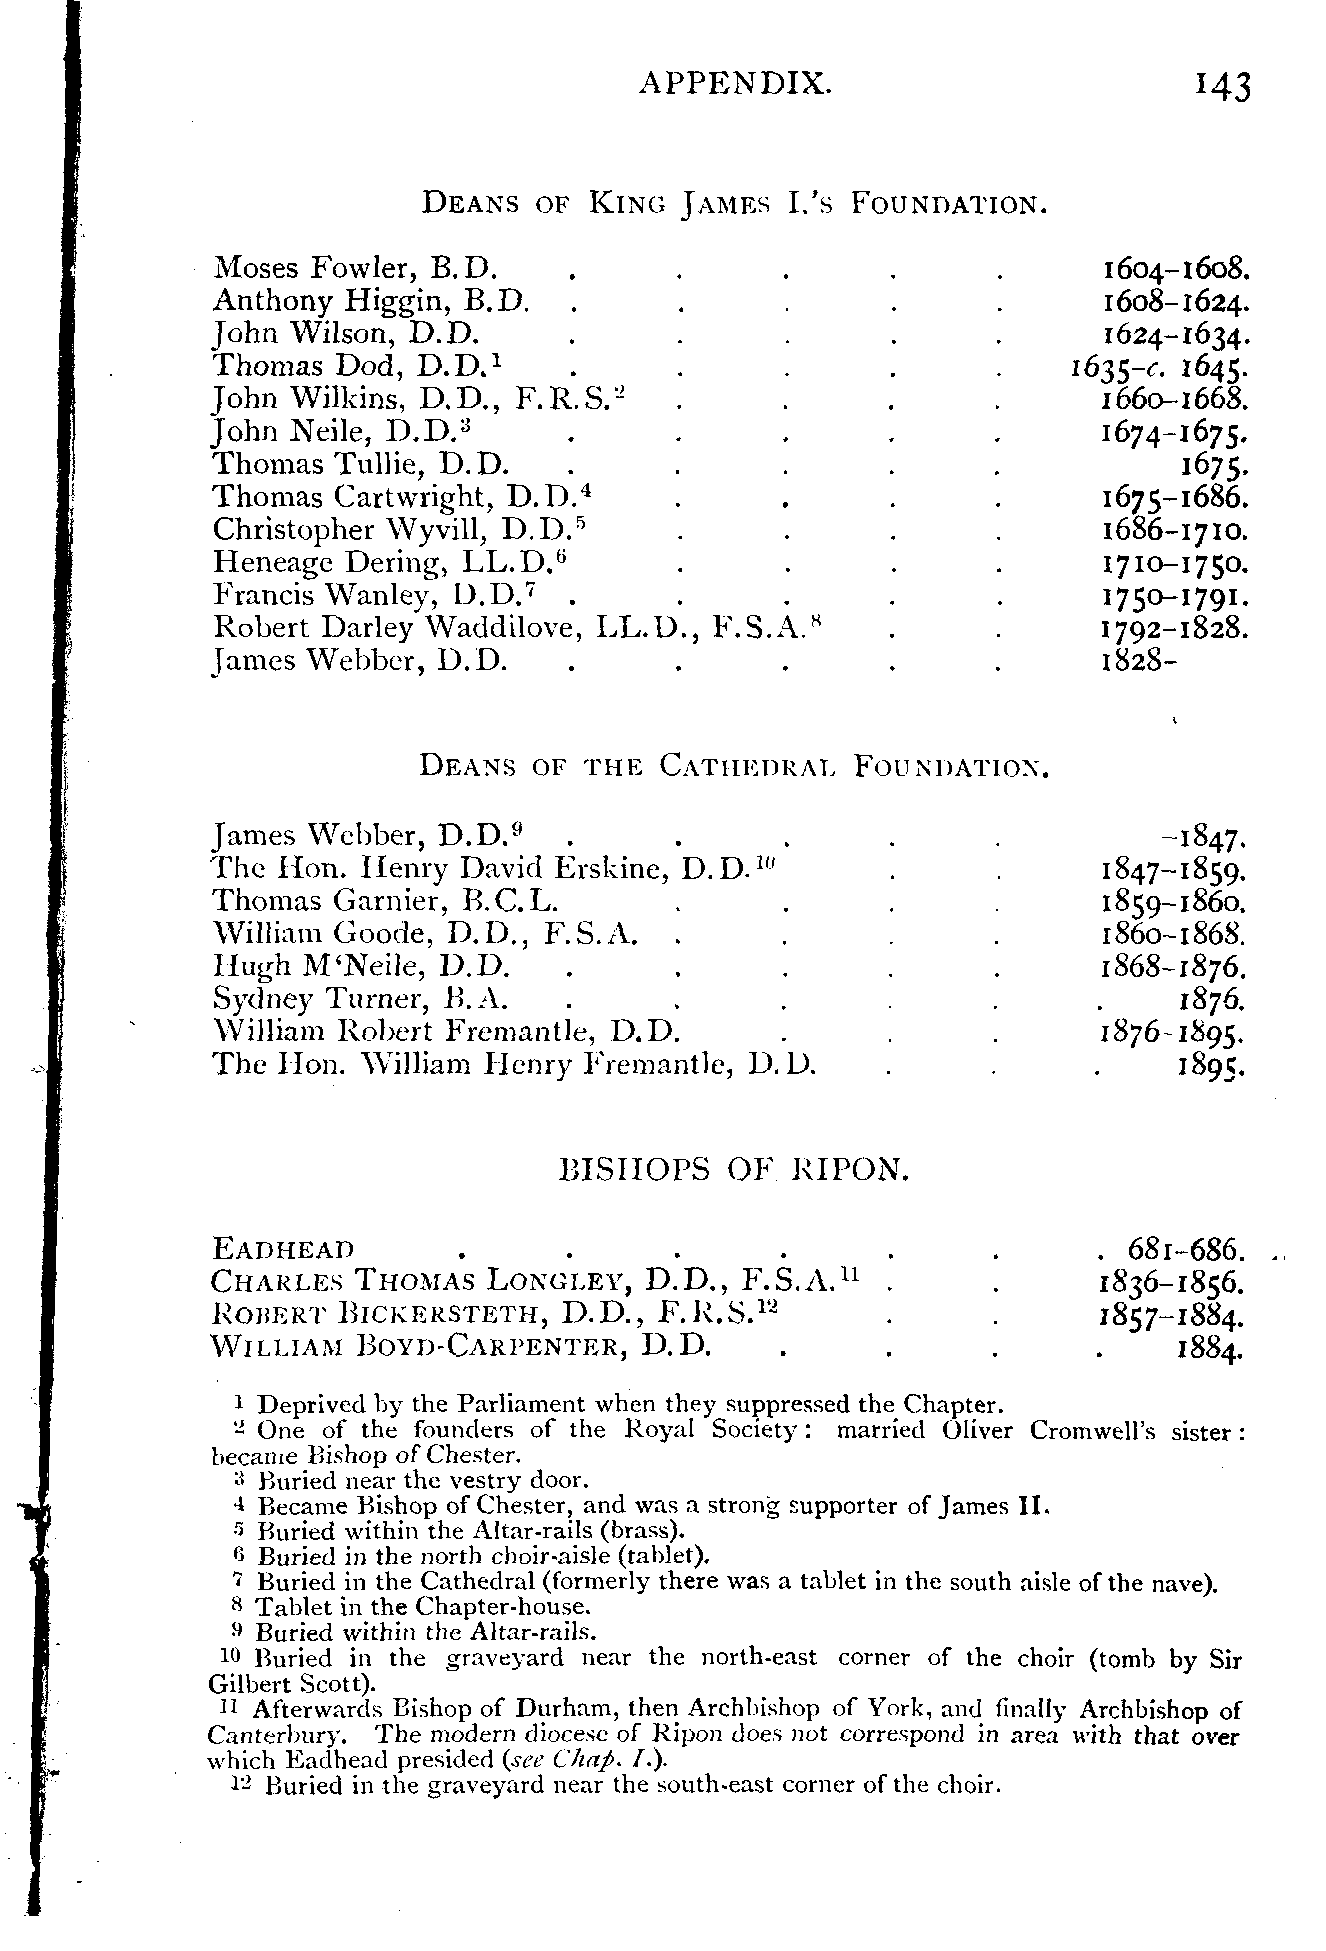 APPENDIX. 143
DEANS OF KING JAMES I.'S FOUNDATION.
Moses Fowler, B.D. . . . . . 1604–1608.
Anthony Higgin, B.D. . . . . . 1608–1624.
John Wilson, D.D. . . . . . 1624–1634.
Thomas Dod, D.D.¹ . . . . . 1635–c. 1645.
John Wilkins, D.D., F.R.S.² . . . . 1660–1668.
John Neile, D.D.³ . . . . . 1674–1675.
Thomas Tullie, D.D. . . . . . 1675.
Thomas Cartwright, D.D.⁴ . . . . 1675–1686.
Christopher Wyvill, D.D.⁵ . . . . 1686–1710.
Heneage Dering, LL.D.⁶ . . . . 1710–1750.
Francis Wanley, D.D.⁷ . . . . . 1750–1791.
Robert Darley Waddilove, LL.D., F.S.A.⁸ . . 1792–1828.
James Webber, D.D. . . . . . 1828–
DEANS OF THE CATHEDRAL FOUNDATION.
James Webber, D.D.⁹ . . . . . –1847.
The Hon. Henry David Erskine, D.D.¹⁰ . . 1847–1859.
Thomas Garnier, B.C.L. . . . . 1859–1860.
William Goode, D.D., F.S.A. . . . . 1860–1868.
Hugh M‘Neile, D.D. . . . . . 1868–1876.
Sydney Turner, B.A. . . . . . . 1876.
William Robert Fremantle, D.D. . . . 1876–1895.
The Hon. William Henry Fremantle, D.D. . . . 1895.
BISHOPS OF RIPON.
EADHEAD . . . . . . . 681–686.
CHARLES THOMAS LONGLEY, D.D., F.S.A.¹¹ . . 1836–1856.
ROBERT BICKERSTETH, D.D., F.R.S.¹² . . 1857–1884.
WILLIAM BOYD-CARPENTER, D.D. . . . . 1884.
¹ Deprived by the Parliament when they suppressed the Chapter.
² One of the founders of the Royal Society: married Oliver Cromwell's sister:
became Bishop of Chester.
³ Buried near the vestry door.
⁴ Became Bishop of Chester, and was a strong supporter of James II.
⁵ Buried within the Altar-rails (brass).
⁶ Buried in the north choir-aisle (tablet).
⁷ Buried in the Cathedral (formerly there was a tablet in the south aisle of the nave).
⁸ Tablet in the Chapter-house.
⁹ Buried within the Altar-rails.
¹⁰ Buried in the graveyard near the north-east corner of the choir (tomb by Sir
Gilbert Scott).
¹¹ Afterwards Bishop of Durham, then Archbishop of York, and finally Archbishop of
Canterbury. The modern diocese of Ripon does not correspond in area with that over
which Eadhead presided (see Chap. I.).
¹² Buried in the graveyard near the south-east corner of the choir.